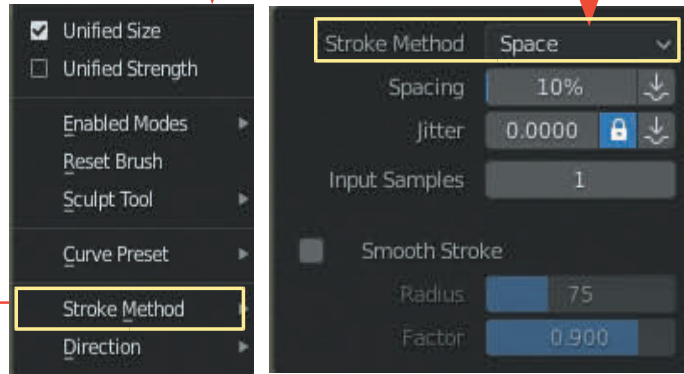 Unified Size
Unified Strength
Enabled Modes
Reset Brush
Sculpt Tool
Curve Preset
Stroke Method
Direction
Stroke Method Space
Spacing 10%
Jitter 0.0000
Input Samples 1
Smooth Stroke
Radius 75
Factor 0.900